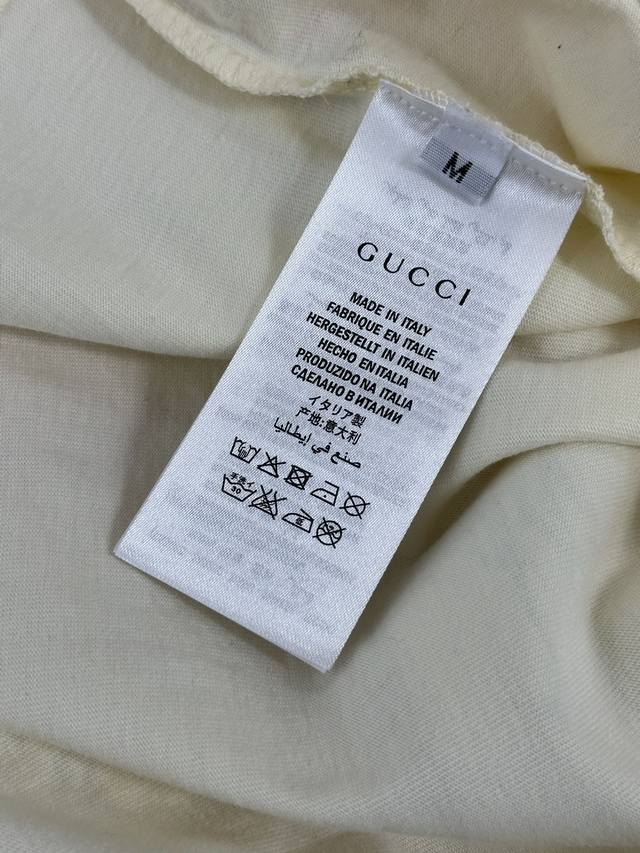 M
GUCCI
MADE IN ITALY
FABRIQUE EN ITALIE
HERGESTELLT IN ITALIEN
HECHO EN ITALIA
PRODUZIDO NA ITALIA
СДЕЛАНО В ИТАЛИИ
イタリア製
产地:意大利
صنع في إيطاليا